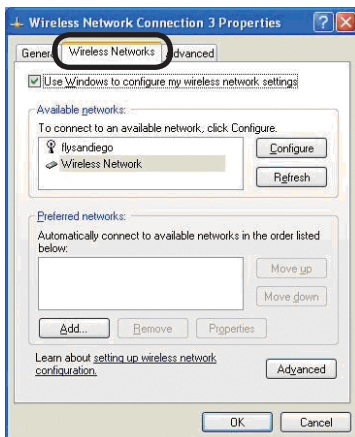 Wireless Network Connection 3 Properties
General
Wireless Networks
Advanced
Use Windows to configure my wireless network settings
Available networks:
To connect to an available network, click Configure.
flysandiego
Wireless Network
Configure
Refresh
Preferred networks:
Automatically connect to available networks in the order listed
below:
Move up
Move down
Add...
Remove
Properties
Learn about setting up wireless network
configuration.
Advanced
OK
Cancel